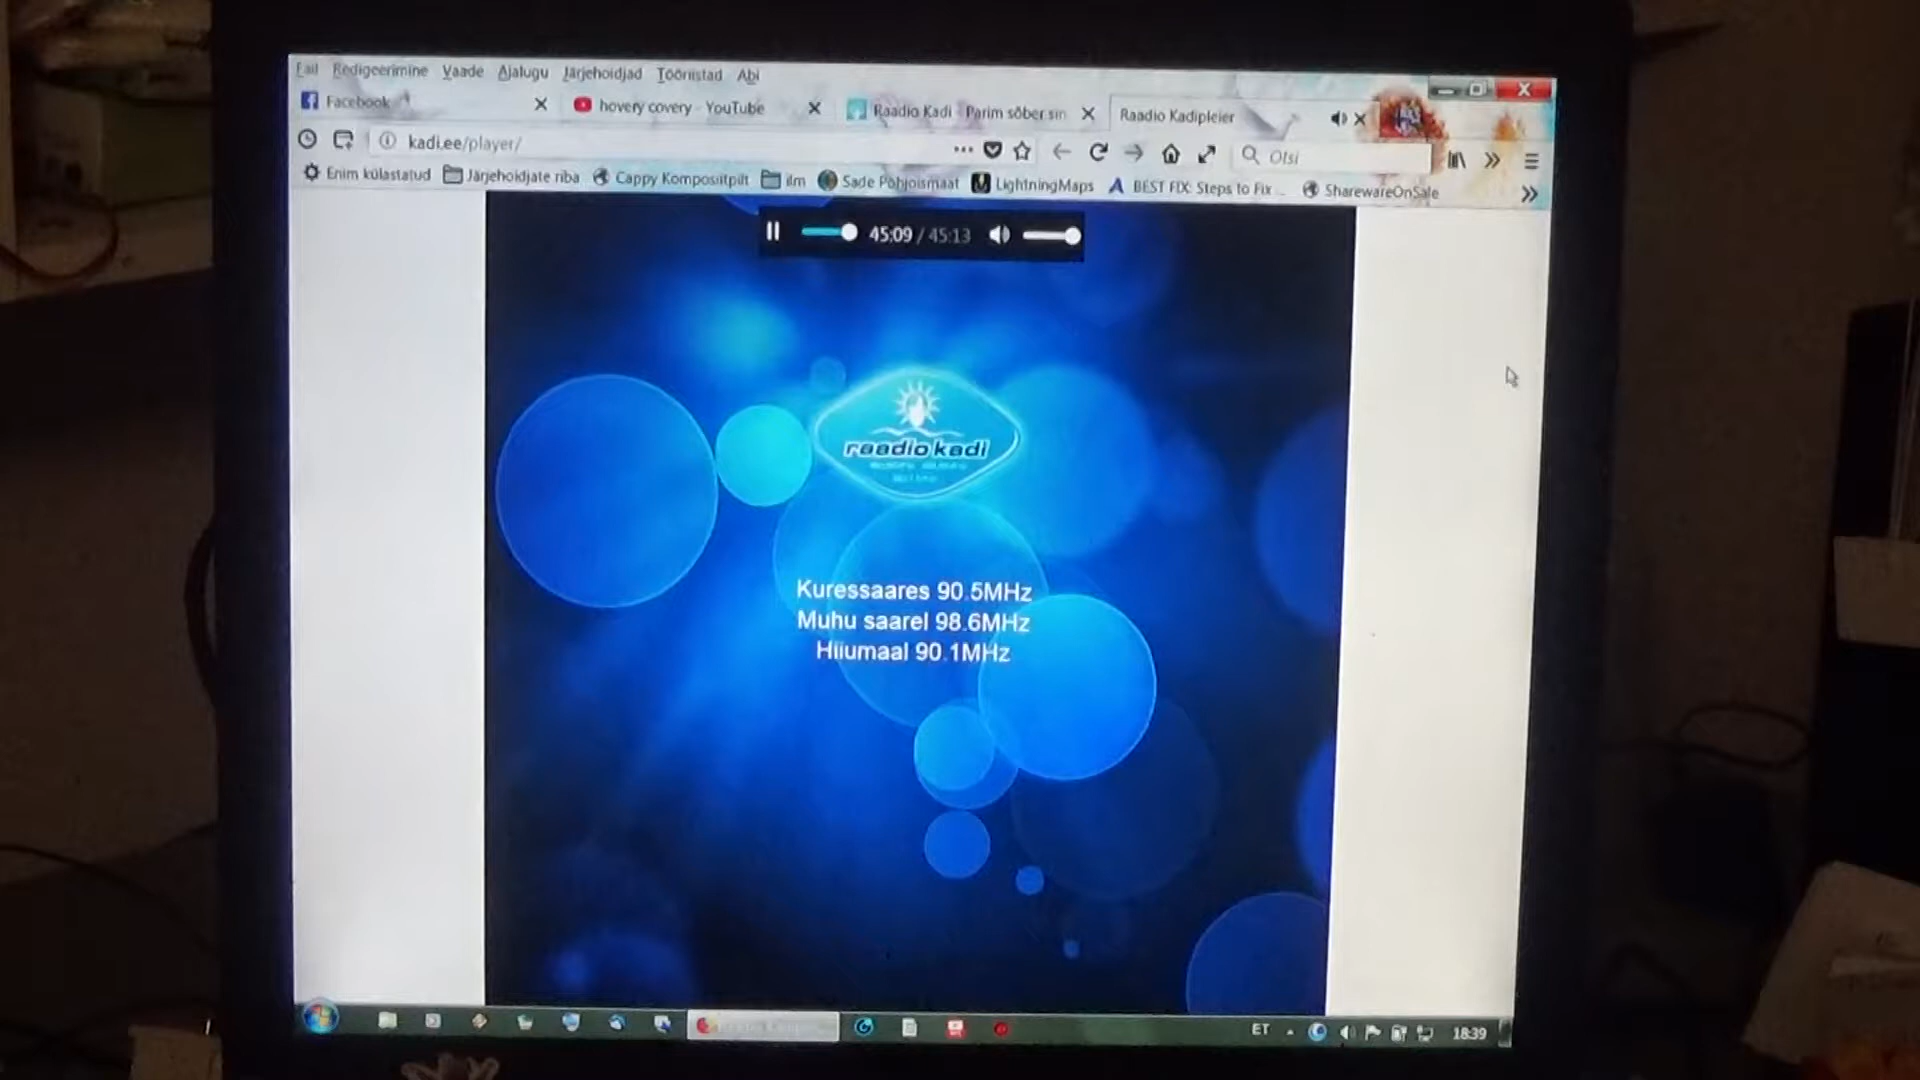 Fail Redigeerimine Vaade Ajalugu Järjehoidjad Tööriistad Abi
Facebook
hovery covery - YouTube
Raadio Kadi - Parim sõber sin
Raadio Kadi pleier
kadi.ee/player/
Otsi
Enim külastatud
Järjehoidjate riba
Cappy Komposiitpilt
ilm
Sade Põhjoismaat
LightningMaps
BEST FIX: Steps to Fix ...
SharewareOnSale
45:09 / 45:13
raadio kadi
Kuressaares 90.5MHz
Muhu saarel 98.6MHz
Hiiumaal 90.1MHz
ET
18:39